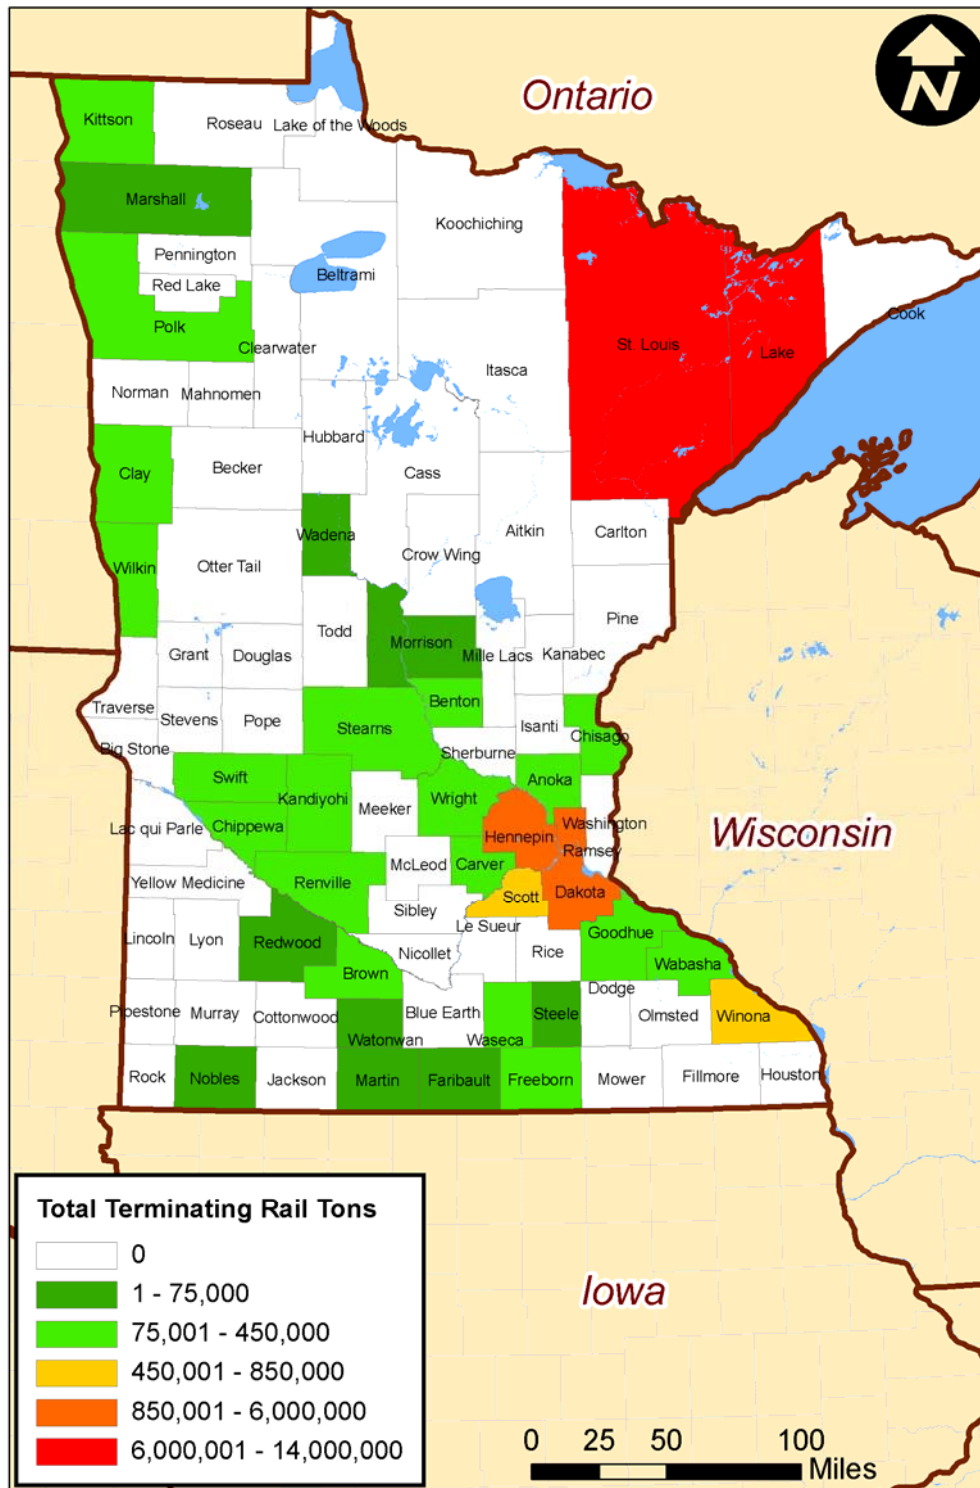 Ontario
N
Kittson
Roseau
Lake of the Woods
Marshall
Koochiching
Pennington
Beltrami
Red Lake
Polk
Cook
Clearwater
St. Louis
Lake
Itasca
Norman
Mahnomen
Hubbard
Becker
Clay
Cass
Wadena
Aitkin
Carlton
Crow Wing
Otter Tail
Wilkin
Pine
Todd
Morrison
Grant
Douglas
Mille Lacs
Kanabec
Benton
Traverse
Stevens
Pope
Stearns
Isanti
Chisago
Big Stone
Sherburne
Swift
Anoka
Kandiyohi
Wright
Meeker
Lac qui Parle
Chippewa
Washington
Hennepin
Wisconsin
Ramsey
McLeod
Carver
Yellow Medicine
Renville
Dakota
Scott
Sibley
Le Sueur
Goodhue
Lincoln
Lyon
Redwood
Nicollet
Rice
Wabasha
Brown
Dodge
Pipestone
Murray
Cottonwood
Blue Earth
Steele
Olmsted
Winona
Watonwan
Waseca
Rock
Nobles
Jackson
Martin
Faribault
Freeborn
Mower
Fillmore
Houston
Iowa
Total Terminating Rail Tons
0
1 - 75,000
75,001 - 450,000
450,001 - 850,000
850,001 - 6,000,000
6,000,001 - 14,000,000
0 25 50 100
Miles